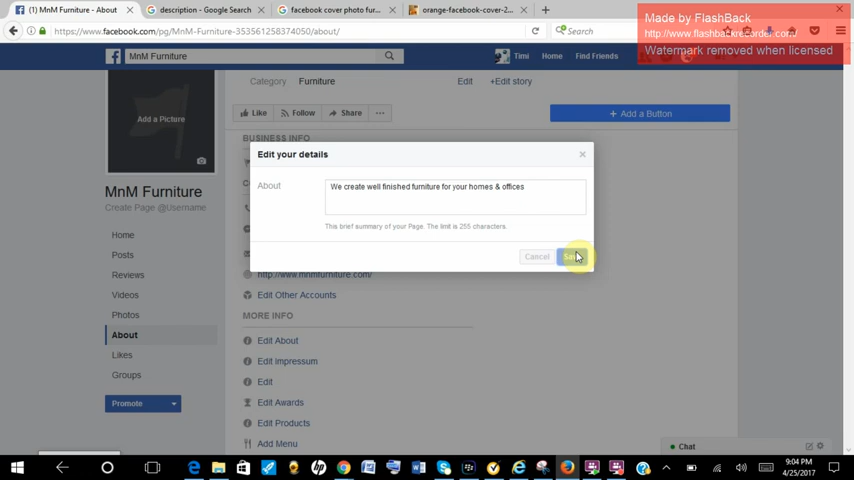 (1) MnM Furniture - About
description - Google Search
facebook cover photo fur...
orange-facebook-cover-2...
Made by FlashBack
http://www.flashbackrecorder.com/
Watermark removed when licensed
https://www.facebook.com/pg/MnM-Furniture-353561258374050/about/
Search
MnM Furniture
Timi
Home
Find Friends
Category
Furniture
Edit
+Edit story
Add a Picture
Like
Follow
Share
...
+ Add a Button
BUSINESS INFO
Edit your details
About
We create well finished furniture for your homes & offices
This brief summary of your Page. The limit is 255 characters.
Cancel
MnM Furniture
Create Page @Username
Home
Posts
Reviews
Videos
Photos
About
Likes
Groups
Promote
http://www.mnmfurniture.com/
Edit Other Accounts
MORE INFO
Edit About
Edit Impressum
Edit
Edit Awards
Edit Products
Add Menu
Chat
9:04 PM
4/25/2017